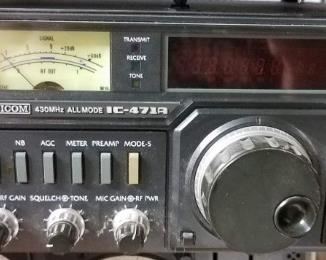 SIGNAL
TRANSMIT
RECEIVE
TONE
RF OUT
ICOM 430MHz ALL MODE IC-471A
NB AGC METER PREAMP MODE-S
RF GAIN SQUELCH TONE MIC GAIN RF PWR